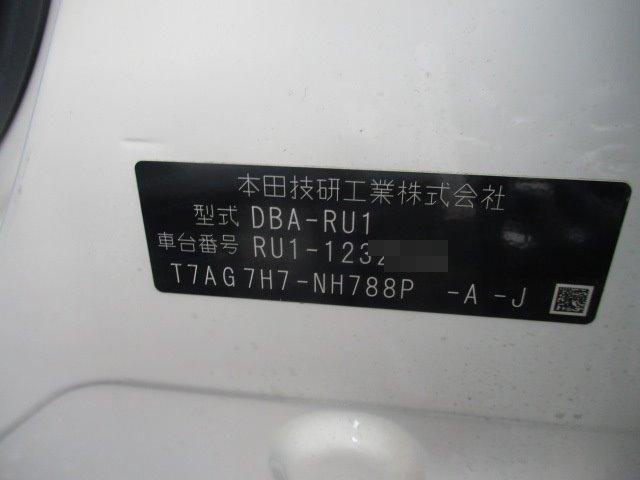 本田技研工業株式会社
型式 DBA-RU1
車台番号 RU1-1232
T7AG7H7-NH788P -A -J